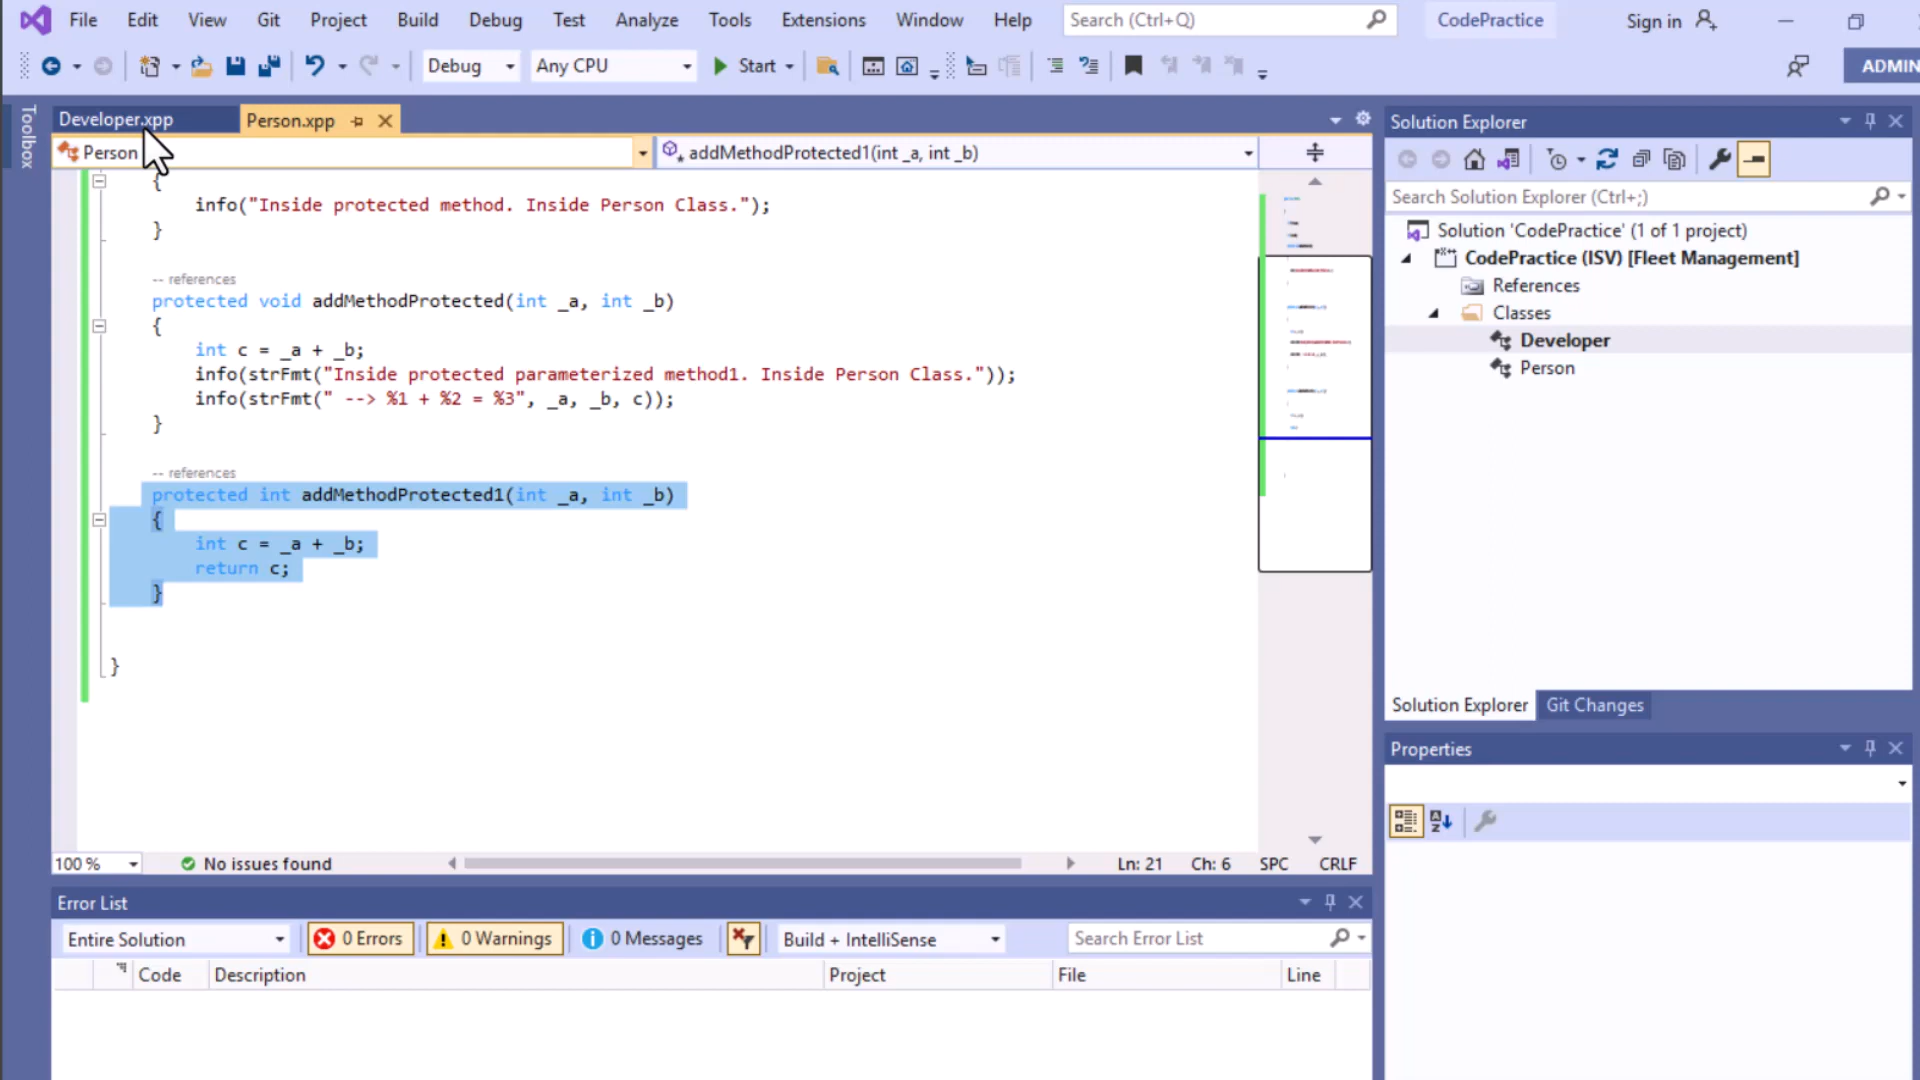 File Edit View Git Project Build Debug Test Analyze Tools Extensions Window Help Search (Ctrl+Q) CodePractice Sign in
Debug Any CPU Start ADMIN
Toolbox
Developer.xpp Person.xpp
Person addMethodProtected1(int _a, int _b)
{
info("Inside protected method. Inside Person Class.");
}
-- references
protected void addMethodProtected(int _a, int _b)
{
int c = _a + _b;
info(strFmt("Inside protected parameterized method1. Inside Person Class."));
info(strFmt(" --> %1 + %2 = %3", _a, _b, c));
}
-- references
protected int addMethodProtected1(int _a, int _b)
{
int c = _a + _b;
return c;
}
}
100 % No issues found Ln: 21 Ch: 6 SPC CRLF
Error List
Entire Solution 0 Errors 0 Warnings 0 Messages Build + IntelliSense Search Error List
Code Description Project File Line
Solution Explorer
Search Solution Explorer (Ctrl+;)
Solution 'CodePractice' (1 of 1 project)
CodePractice (ISV) [Fleet Management]
References
Classes
Developer
Person
Solution Explorer Git Changes
Properties